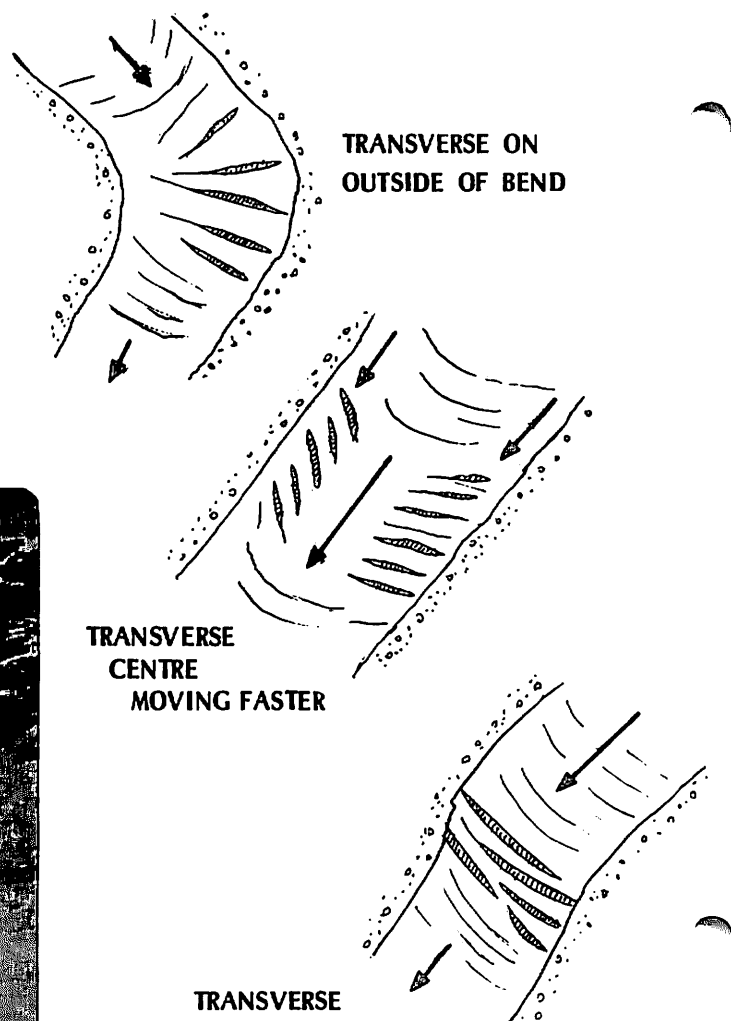 TRANSVERSE ON
OUTSIDE OF BEND
TRANSVERSE
CENTRE
MOVING FASTER
TRANSVERSE